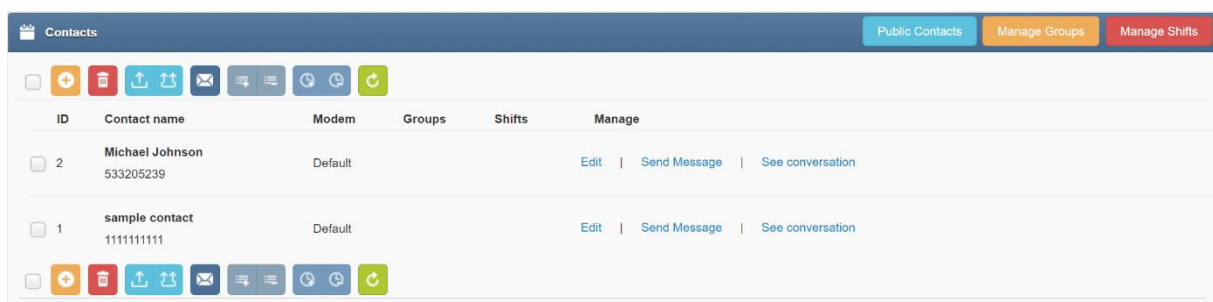 Contacts Public Contacts Manage Groups Manage Shifts
ID Contact name Modem Groups Shifts Manage
Michael Johnson
2 Default Edit | Send Message | See conversation
533205239
sample contact
1 Default Edit | Send Message | See conversation
1111111111